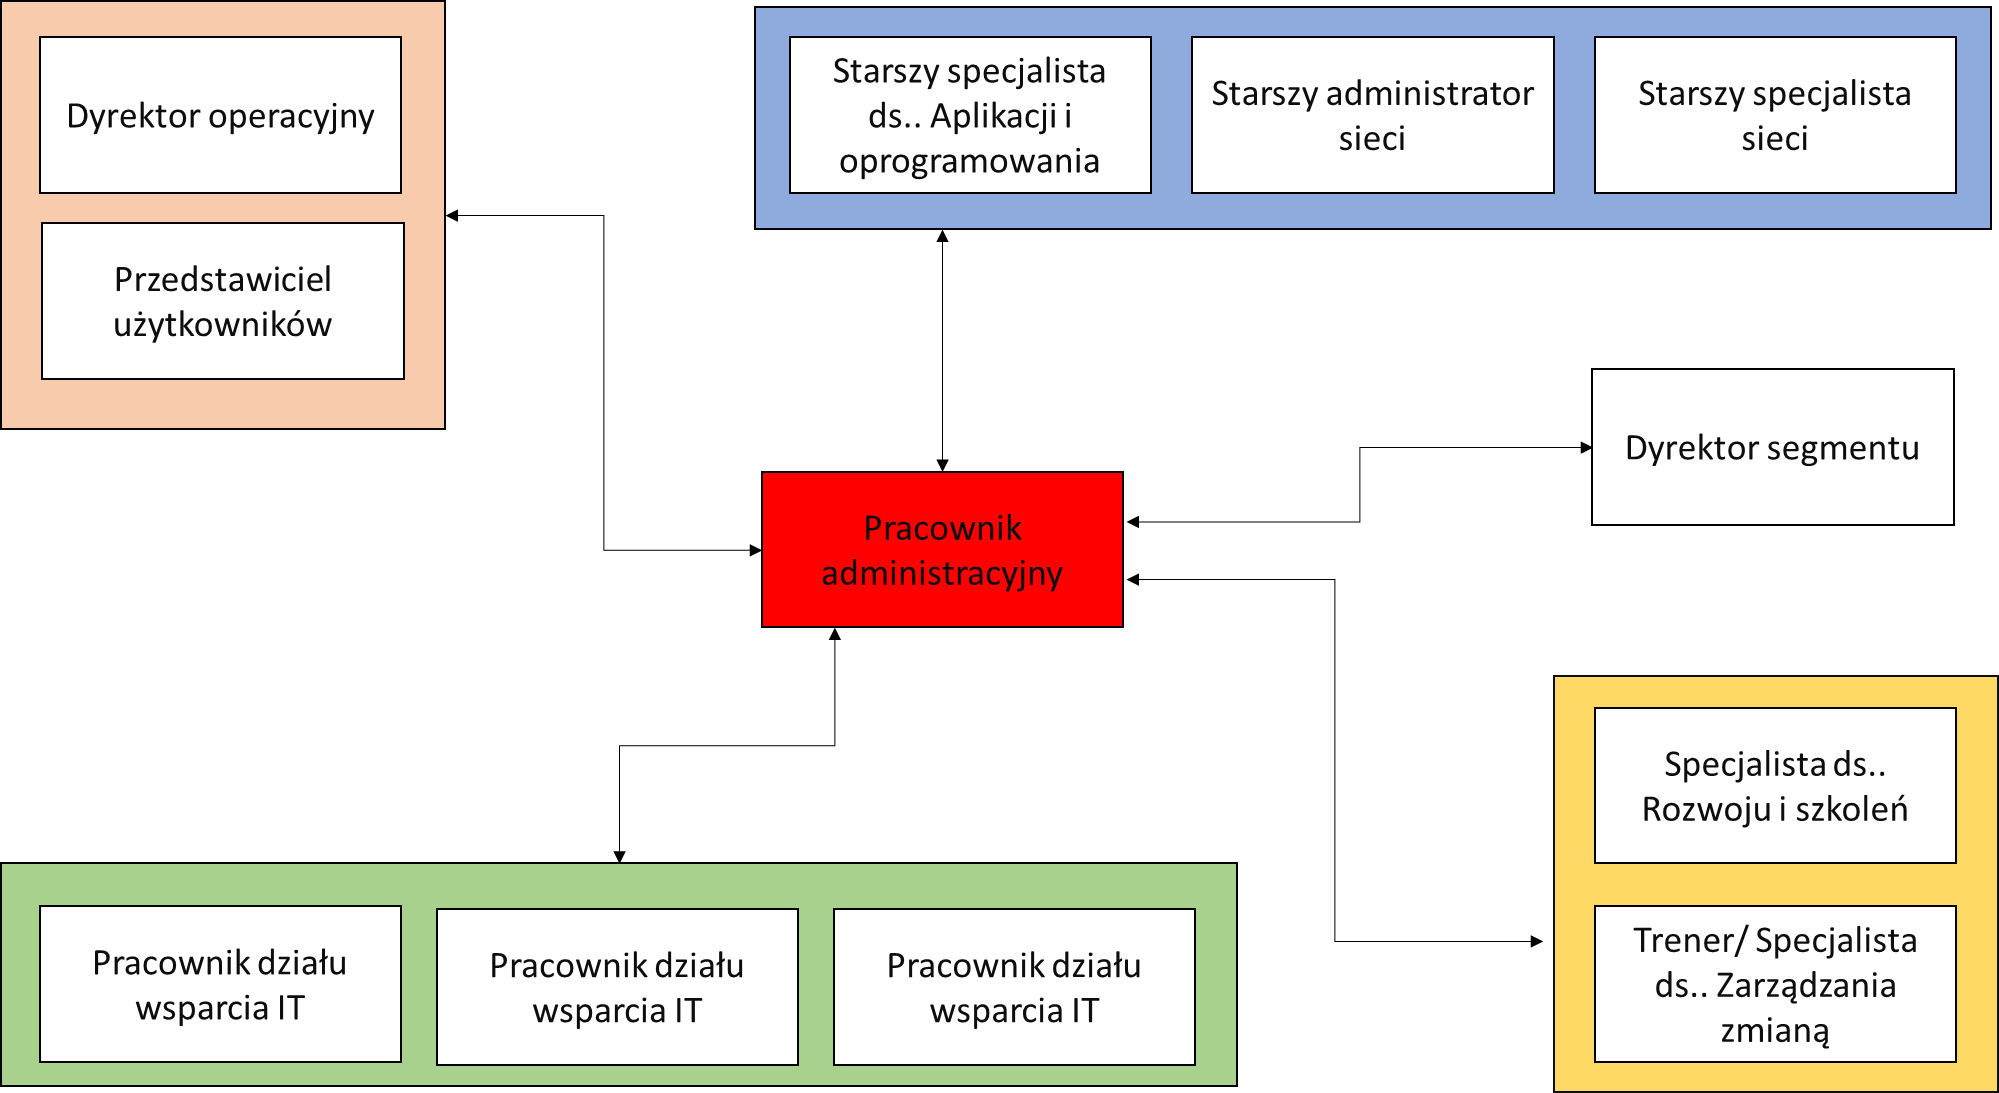 Dyrektor operacyjny
Przedstawiciel
użytkowników
Starszy specjalista
ds.. Aplikacji i
oprogramowania
Starszy administrator
sieci
Starszy specjalista
sieci
Dyrektor segmentu
Pracownik
administracyjny
Specjalista ds..
Rozwoju i szkoleń
Trener/ Specjalista
ds.. Zarządzania
zmianą
Pracownik działu
wsparcia IT
Pracownik działu
wsparcia IT
Pracownik działu
wsparcia IT